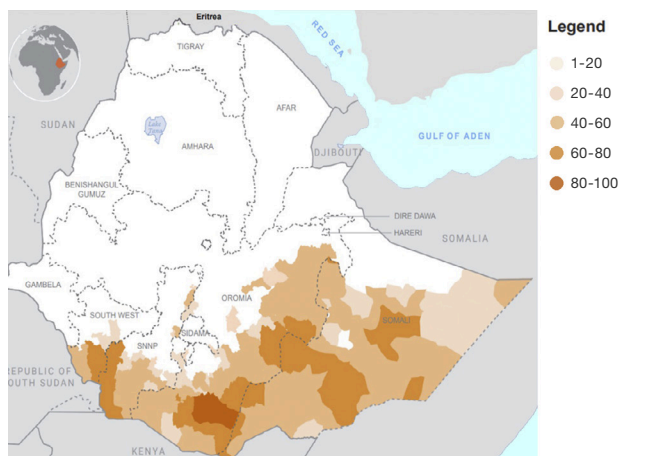 Eritrea
Legend
TIGRAY
RED SEA
1-20
20-40
AFAR
40-60
SUDAN
Lake
Tana
AMHARA
GULF OF ADEN
DJIBOUTI
60-80
80-100
BENISHANGUL
GUMUZ
DIRE DAWA
HARERI
SOMALIA
GAMBELA
OROMIA
SOUTH WEST
SOMALI
SIDAMA
SNNP
REPUBLIC OF
SOUTH SUDAN
KENYA